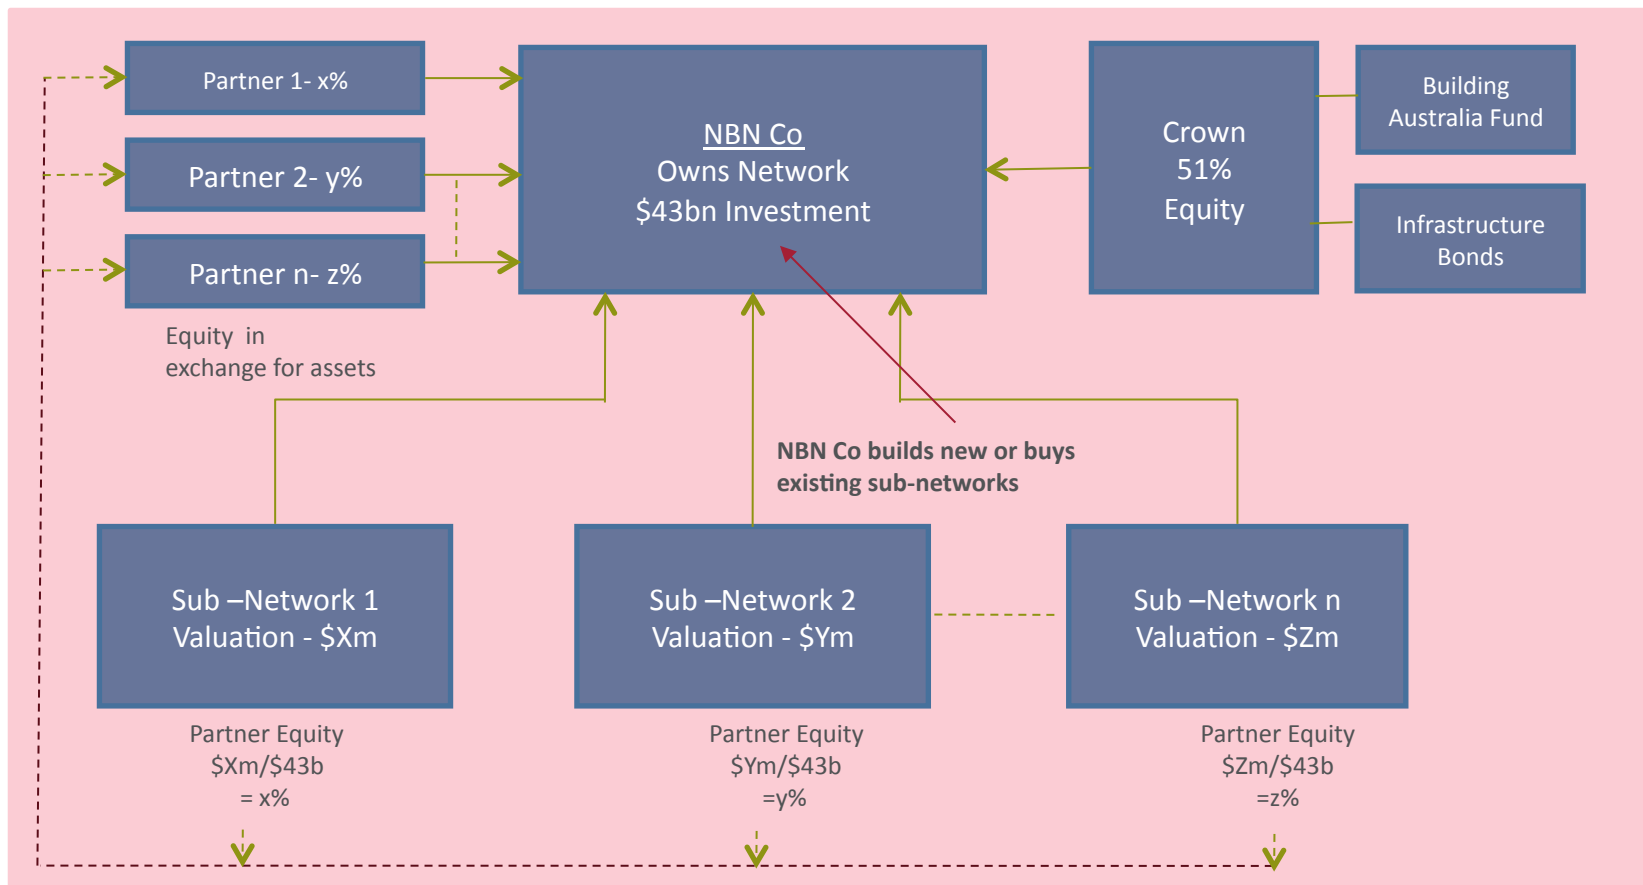 Partner 1- x%
Partner 2- y%
Partner n- z%
Equity in
exchange for assets
NBN Co
Owns Network
$43bn Investment
Crown
51%
Equity
Building
Australia Fund
Infrastructure
Bonds
NBN Co builds new or buys
existing sub-networks
Sub –Network 1
Valuation - $Xm
Sub –Network 2
Valuation - $Ym
Sub –Network n
Valuation - $Zm
Partner Equity
$Xm/$43b
= x%
Partner Equity
$Ym/$43b
=y%
Partner Equity
$Zm/$43b
=z%